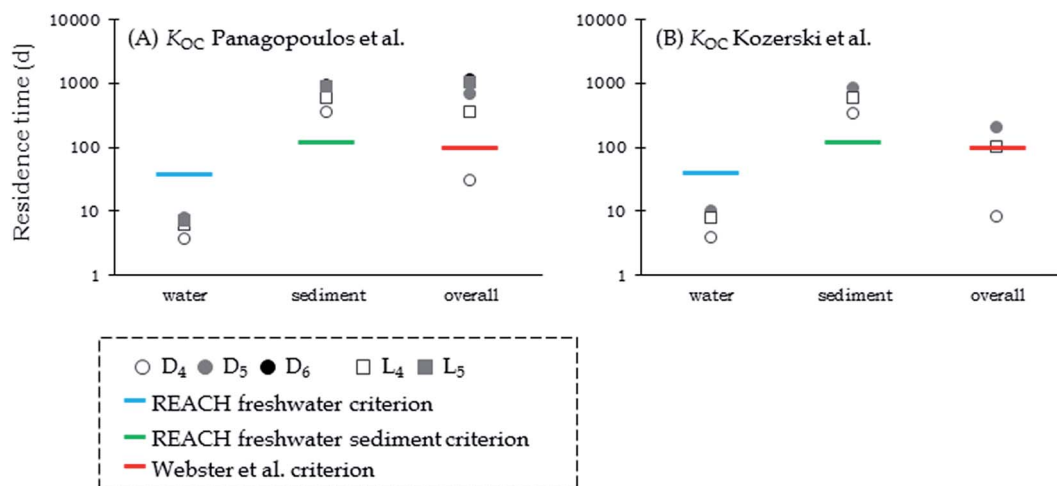 (A) KOC Panagopoulos et al.
(B) KOC Kozerski et al.
Residence time (d)
10000
1000
100
10
1
water sediment overall
10000
1000
100
10
1
water sediment overall
D4 D5 D6 L4 L5
REACH freshwater criterion
REACH freshwater sediment criterion
Webster et al. criterion